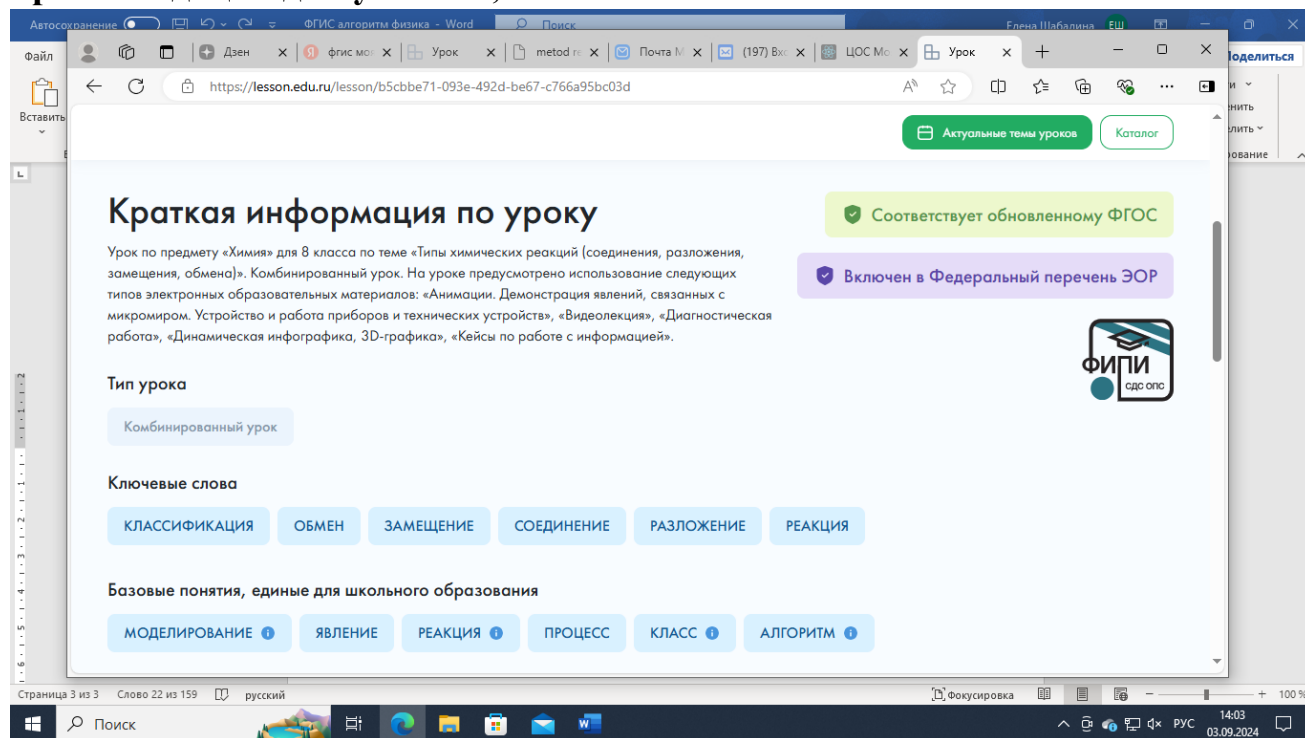 Автосохранение
ФГИС алгоритм физика - Word
Поиск
Елена Шабалина
ЕШ
Файл
Дзен
фгис мо
Урок
metod re
Почта M
(197) Вхо
ЦОС Мо
Урок
https://lesson.edu.ru/lesson/b5cbbe71-093e-492d-be67-c766a95bc03d
Вставить
Актуальные темы уроков
Каталог
Краткая информация по уроку
Соответствует обновленному ФГОС
Урок по предмету «Химия» для 8 класса по теме «Типы химических реакций (соединения, разложения,
замещения, обмена)». Комбинированный урок. На уроке предусмотрено использование следующих
типов электронных образовательных материалов: «Анимации. Демонстрация явлений, связанных с
микромиром. Устройство и работа приборов и технических устройств», «Видеолекция», «Диагностическая
работа», «Динамическая инфографика, 3D-графика», «Кейсы по работе с информацией».
Включен в Федеральный перечень ЭОР
ФИПИ
СДС ОПС
Тип урока
Комбинированный урок
Ключевые слова
КЛАССИФИКАЦИЯ ОБМЕН ЗАМЕЩЕНИЕ СОЕДИНЕНИЕ РАЗЛОЖЕНИЕ РЕАКЦИЯ
Базовые понятия, единые для школьного образования
МОДЕЛИРОВАНИЕ ЯВЛЕНИЕ РЕАКЦИЯ ПРОЦЕСС КЛАСС АЛГОРИТМ
Страница 3 из 3 Слово 22 из 159 русский Фокусировка 100 %
Поиск
РУС
14:03
03.09.2024